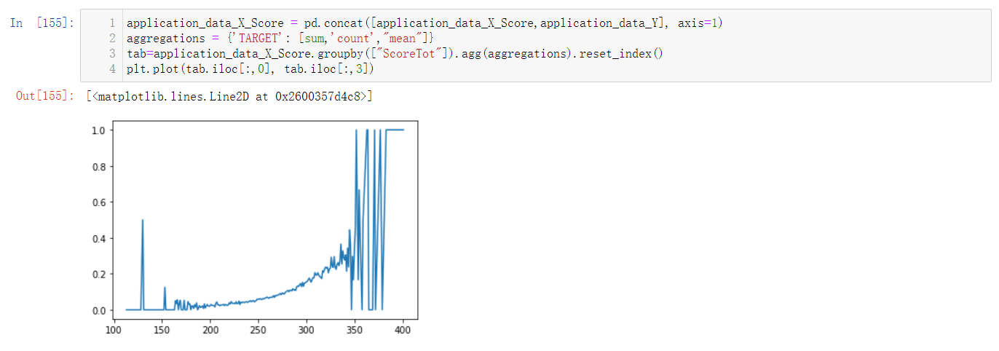 In [155]:
1 application_data_X_Score = pd.concat([application_data_X_Score,application_data_Y], axis=1)
2 aggregations = {'TARGET': [sum,'count',"mean"]}
3 tab=application_data_X_Score.groupby(["ScoreTot"]).agg(aggregations).reset_index()
4 plt.plot(tab.iloc[:,0], tab.iloc[:,3])
Out[155]: [<matplotlib.lines.Line2D at 0x2600357d4c8>]
1.0
0.8
0.6
0.4
0.2
0.0
100 150 200 250 300 350 400